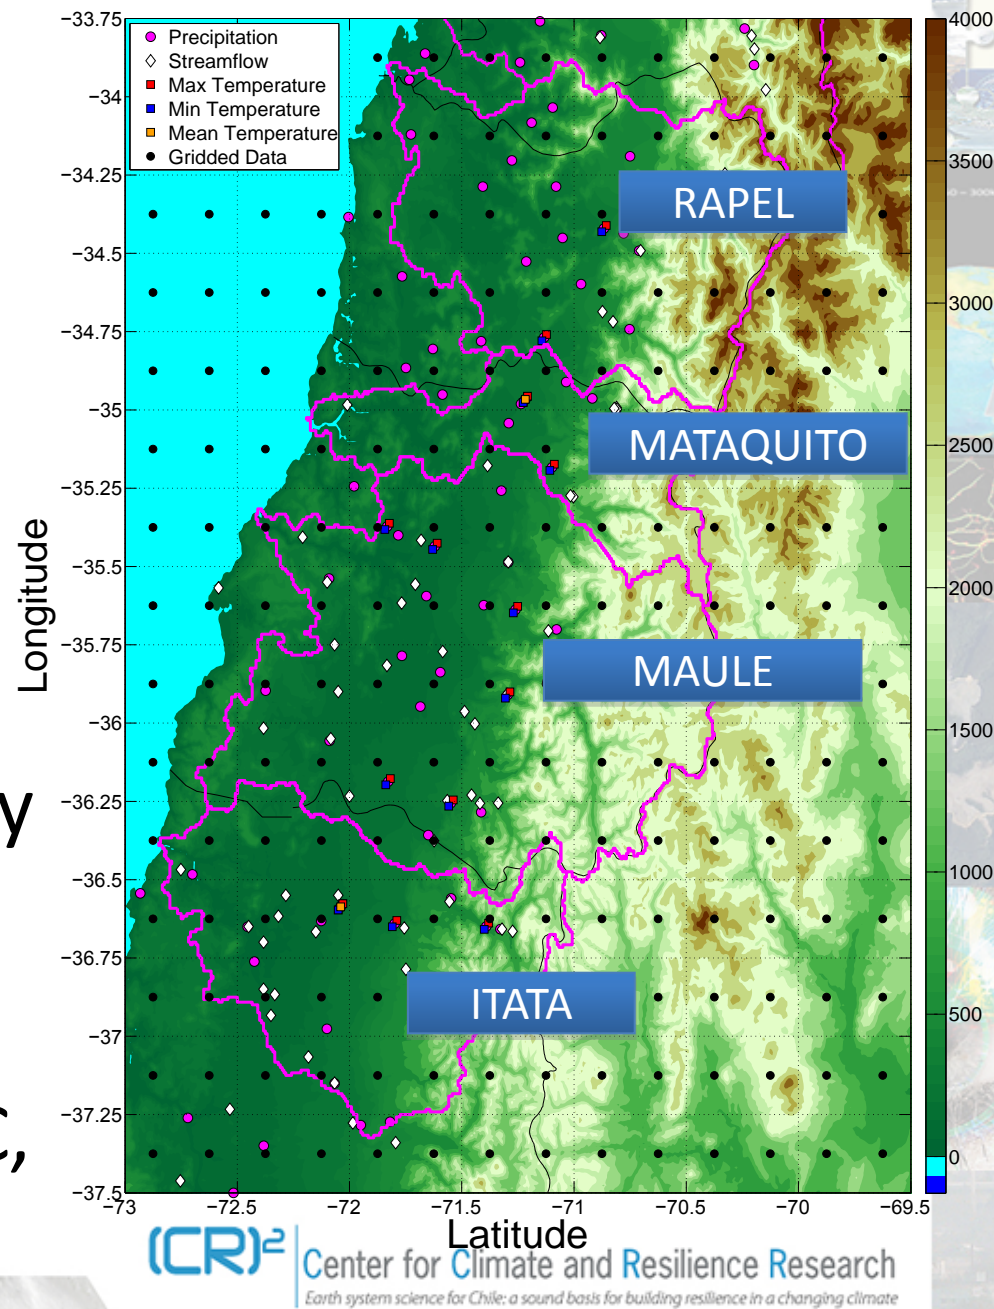 Precipitation
Streamflow
Max Temperature
Min Temperature
Mean Temperature
Gridded Data
RAPEL
MATAQUITO
MAULE
ITATA
−33.75
−34
−34.25
−34.5
−34.75
−35
−35.25
−35.5
−35.75
−36
−36.25
−36.5
−36.75
−37
−37.25
−37.5
Longitude
−73
−72.5
−72
−71.5
−71
−70.5
−70
−69.5
Latitude
4000
3500
3000
2500
2000
1500
1000
500
0
y
(CR)²
Center for Climate and Resilience Research
Earth system science for Chile: a sound basis for building resilience in a changing climate